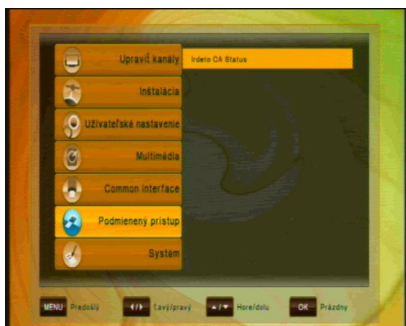 Upraviť kanály
Irdeto CA Status
Inštalácia
Užívateľské nastavenie
Multimédia
Common Interface
Podmienený prístup
Systém
MENU Predošlý ◄/► Ľavý/pravý ▲/▼ Hore/dolu OK Prázdny